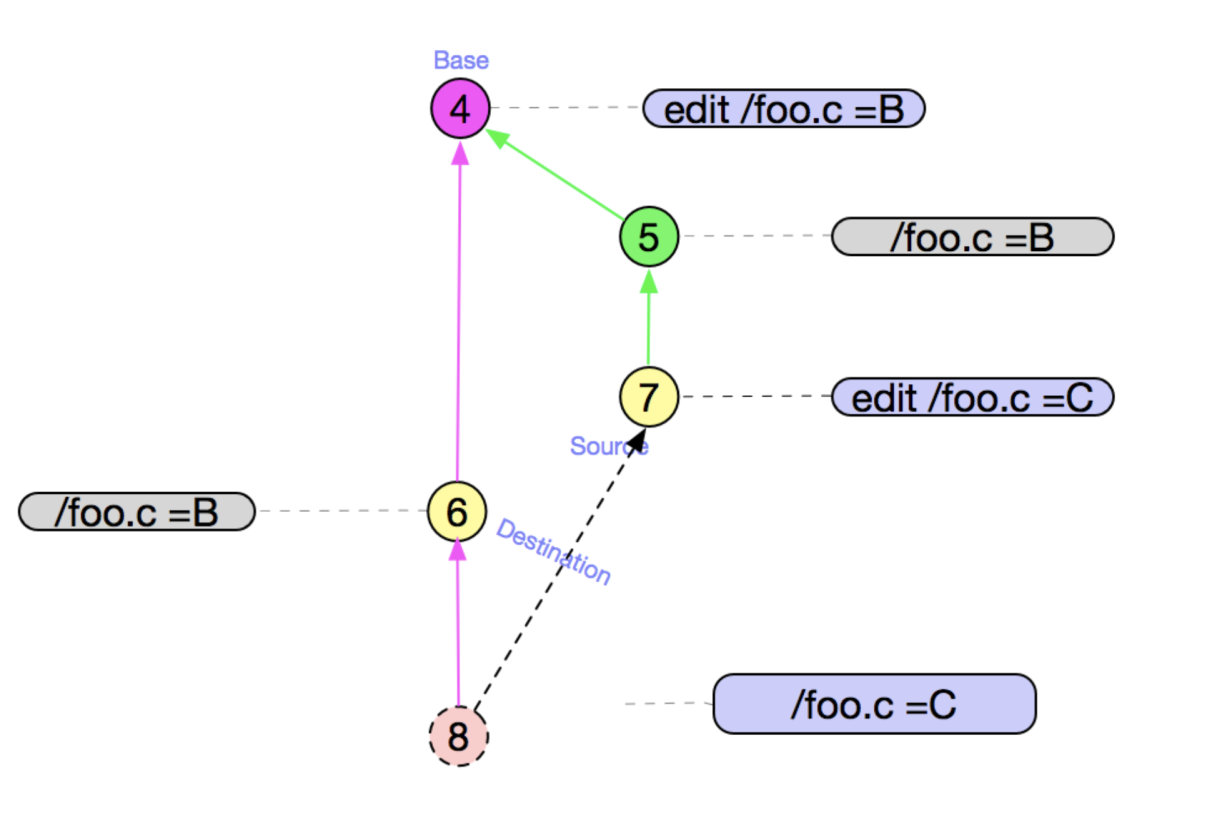 Base
4
edit /foo.c =B
5
/foo.c =B
7
edit /foo.c =C
Source
/foo.c =B
6
Destination
/foo.c =C
8